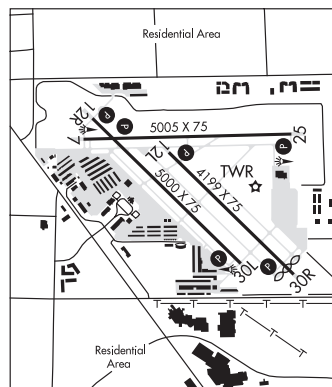 Residential Area
12R
P
P
7
5005 X 75
25
P
12L
P
4199 X 75
TWR
5000 X 75
P
30L
P
30R
T T T T T
T
T
Residential
Area